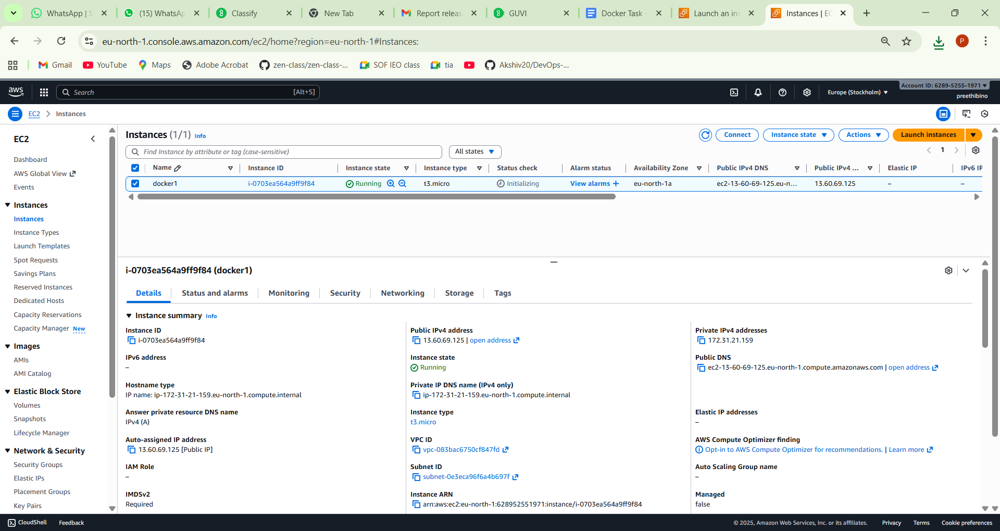 WhatsApp | S
(15) WhatsAp
Classify
New Tab
Report releas
GUVI
Docker Task -
Launch an ins
Instances | EC
eu-north-1.console.aws.amazon.com/ec2/home?region=eu-north-1#Instances:
P
Gmail
YouTube
Maps
Adobe Acrobat
zen-class/zen-class-...
SOF IEO class
tia
Akshiv20/DevOps-...
aws
Search
[Alt+S]
Europe (Stockholm)
Account ID: 6289-5255-1971
preethibino
EC2
Instances
EC2
Dashboard
AWS Global View
Events
Instances
Instances
Instance Types
Launch Templates
Spot Requests
Savings Plans
Reserved Instances
Dedicated Hosts
Capacity Reservations
Capacity Manager New
Images
AMIs
AMI Catalog
Elastic Block Store
Volumes
Snapshots
Lifecycle Manager
Network & Security
Security Groups
Elastic IPs
Placement Groups
Key Pairs
Instances (1/1) Info
Connect
Instance state
Actions
Launch instances
Find Instance by attribute or tag (case-sensitive)
All states
1
Name
Instance ID
Instance state
Instance type
Status check
Alarm status
Availability Zone
Public IPv4 DNS
Public IPv4 ...
Elastic IP
IPv6 IP
docker1
i-0703ea564a9ff9f84
Running
t3.micro
Initializing
View alarms +
eu-north-1a
ec2-13-60-69-125.eu-n...
13.60.69.125
–
–
i-0703ea564a9ff9f84 (docker1)
Details
Status and alarms
Monitoring
Security
Networking
Storage
Tags
Instance summary Info
Instance ID
i-0703ea564a9ff9f84
IPv6 address
–
Hostname type
IP name: ip-172-31-21-159.eu-north-1.compute.internal
Answer private resource DNS name
IPv4 (A)
Auto-assigned IP address
13.60.69.125 [Public IP]
IAM Role
–
IMDSv2
Required
Public IPv4 address
13.60.69.125 | open address
Instance state
Running
Private IP DNS name (IPv4 only)
ip-172-31-21-159.eu-north-1.compute.internal
Instance type
t3.micro
VPC ID
vpc-083bac6750cf847fd
Subnet ID
subnet-0e3eca96f6a4b697f
Instance ARN
arn:aws:ec2:eu-north-1:628952551971:instance/i-0703ea564a9ff9f84
Private IPv4 addresses
172.31.21.159
Public DNS
ec2-13-60-69-125.eu-north-1.compute.amazonaws.com | open address
Elastic IP addresses
–
AWS Compute Optimizer finding
Opt-in to AWS Compute Optimizer for recommendations. | Learn more
Auto Scaling Group name
–
Managed
false
CloudShell
Feedback
© 2025, Amazon Web Services, Inc. or its affiliates.
Privacy
Terms
Cookie preferences